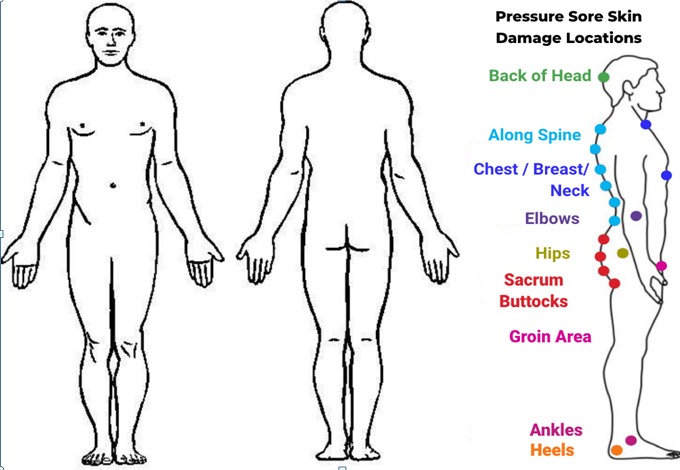 Pressure Sore Skin
Damage Locations
Back of Head
Along Spine
Chest / Breast/
Neck
Elbows
Hips
Sacrum
Buttocks
Groin Area
Ankles
Heels